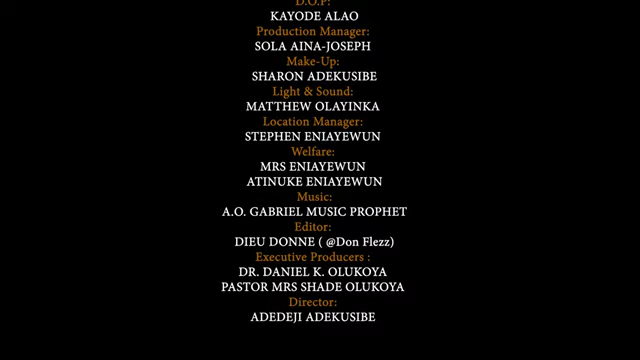 D.O.P:
KAYODE ALAO
Production Manager:
SOLA AINA-JOSEPH
Make-Up:
SHARON ADEKUSIBE
Light & Sound:
MATTHEW OLAYINKA
Location Manager:
STEPHEN ENIAYEWUN
Welfare:
MRS ENIAYEWUN
ATINUKE ENIAYEWUN
Music:
A.O. GABRIEL MUSIC PROPHET
Editor:
DIEU DONNE ( @Don Flezz)
Executive Producers :
DR. DANIEL K. OLUKOYA
PASTOR MRS SHADE OLUKOYA
Director:
ADEDEJI ADEKUSIBE